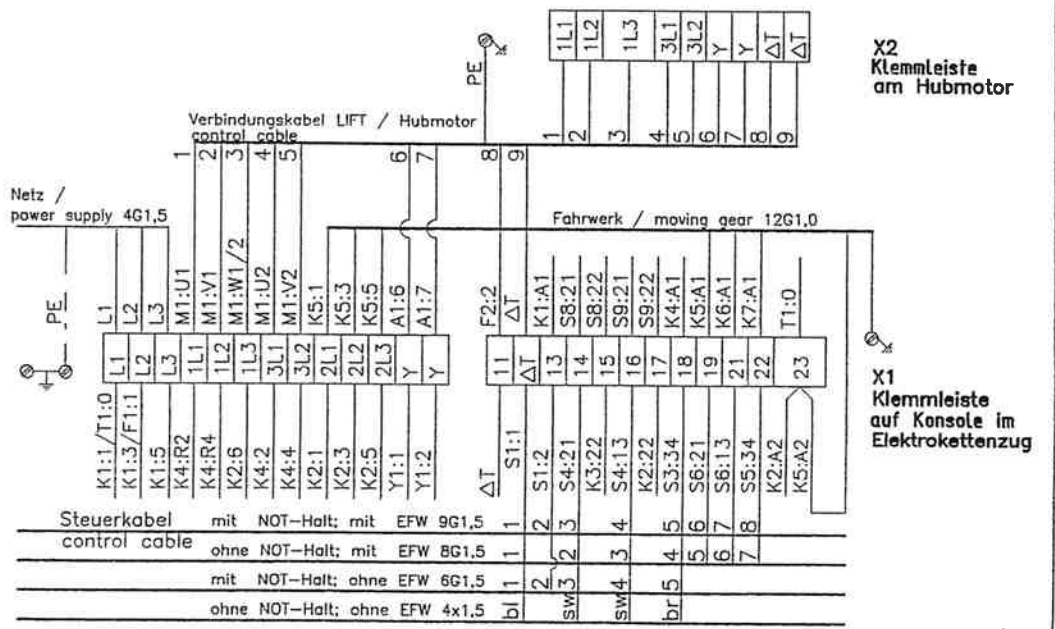 1L1 1L2 1L3 3L1 3L2 Y Y △T △T
X2
Klemmleiste
am Hubmotor
PE
1 2 3 4 5 6 7 8 9
Verbindungskabel LIFT / Hubmotor
control cable
1 2 3 4 5 6 7 8 9
Netz /
power supply 4G1,5
Fahrwerk / moving gear 12G1,0
PE
L1 L2 L3 M1:U1 M1:V1 M1:W1/2 M1:U2 M1:V2 K5:1 K5:3 K5:5 A1:6 A1:7
F2:2 △T K1:A1 S8:21 S8:22 S9:21 S9:22 K4:A1 K5:A1 K6:A1 K7:A1 T1:0
L1 L2 L3 1L1 1L2 1L3 3L1 3L2 2L1 2L2 2L3 Y Y
11 △T 13 14 15 16 17 18 19 21 22 23
X1
Klemmleiste
auf Konsole im
Elektrokettenzug
K1:1/T1:0 K1:3/F1:1 K1:5 K4:R2 K4:R4 K2:6 K4:2 K4:4 K2:1 K2:3 K2:5 Y1:1 Y1:2
△T S1:1 S1:2 S4:21 K3:22 S4:13 K2:22 S3:34 S6:21 S6:13 S5:34 K2:A2 K5:A2
Steuerkabel
control cable
mit NOT-Halt; mit EFW 9G1,5 1 2 3 4 5 6 7 8
ohne NOT-Halt; mit EFW 8G1,5 1 2 3 4 5 6 7
mit NOT-Halt; ohne EFW 6G1,5 1 2 sw3 sw4 br5
ohne NOT-Halt; ohne EFW 4x1,5 bl sw sw br